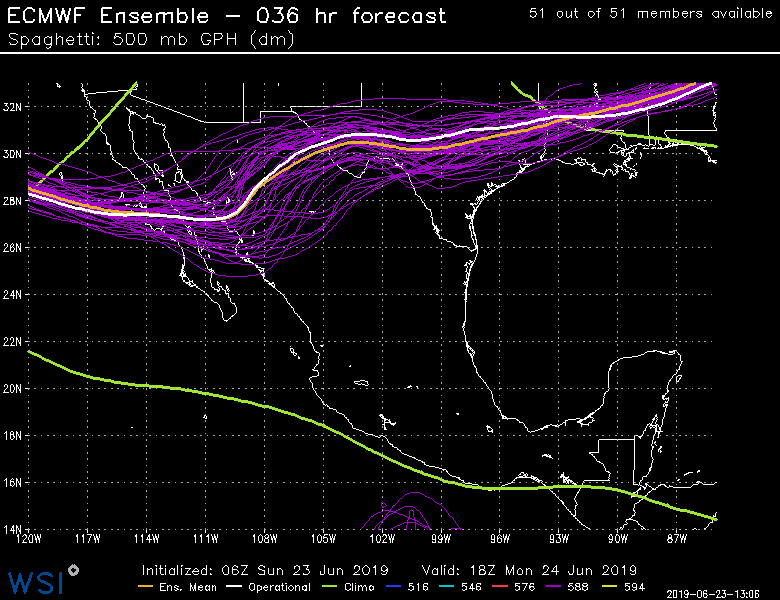 ECMWF Ensemble – 036 hr forecast
51 out of 51 members available
Spaghetti: 500 mb GPH (dm)
32N
30N
28N
26N
24N
22N
20N
18N
16N
14N
120W 117W 114W 111W 108W 105W 102W 99W 96W 93W 90W 87W
Initialized: 06Z Sun 23 Jun 2019 Valid: 18Z Mon 24 Jun 2019
WSI
Ens. Mean Operational Climo 516 546 576 588 594
2019-06-23-13:06